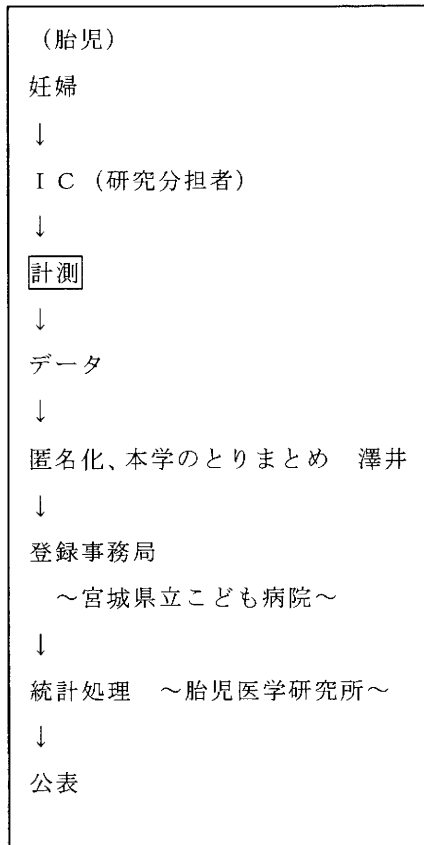 (胎児)
妊婦
↓
IC(研究分担者)
↓
計測
↓
データ
↓
匿名化、本学のとりまとめ 澤井
↓
登録事務局
~宮城県立こども病院~
↓
統計処理 ~胎児医学研究所~
↓
公表